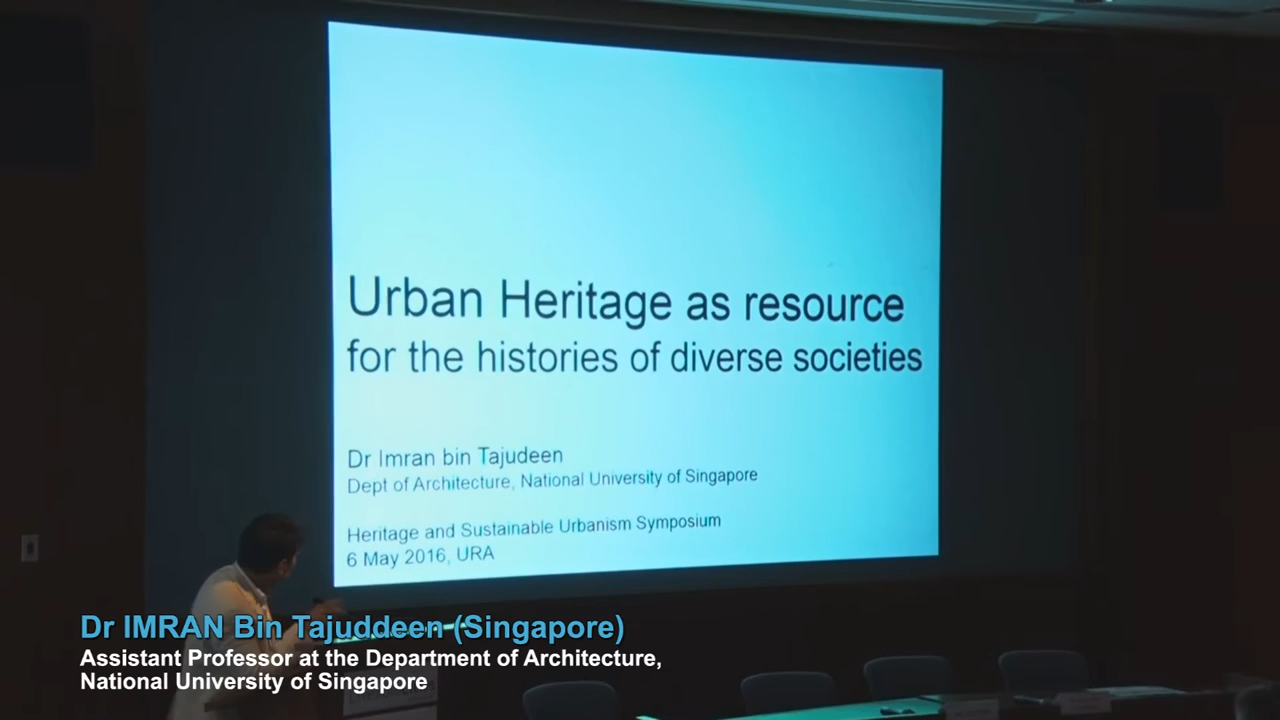 Urban Heritage as resource
for the histories of diverse societies
Dr Imran bin Tajudeen
Dept of Architecture, National University of Singapore
Heritage and Sustainable Urbanism Symposium
6 May 2016, URA
Dr IMRAN Bin Tajuddeen (Singapore)
Assistant Professor at the Department of Architecture,
National University of Singapore